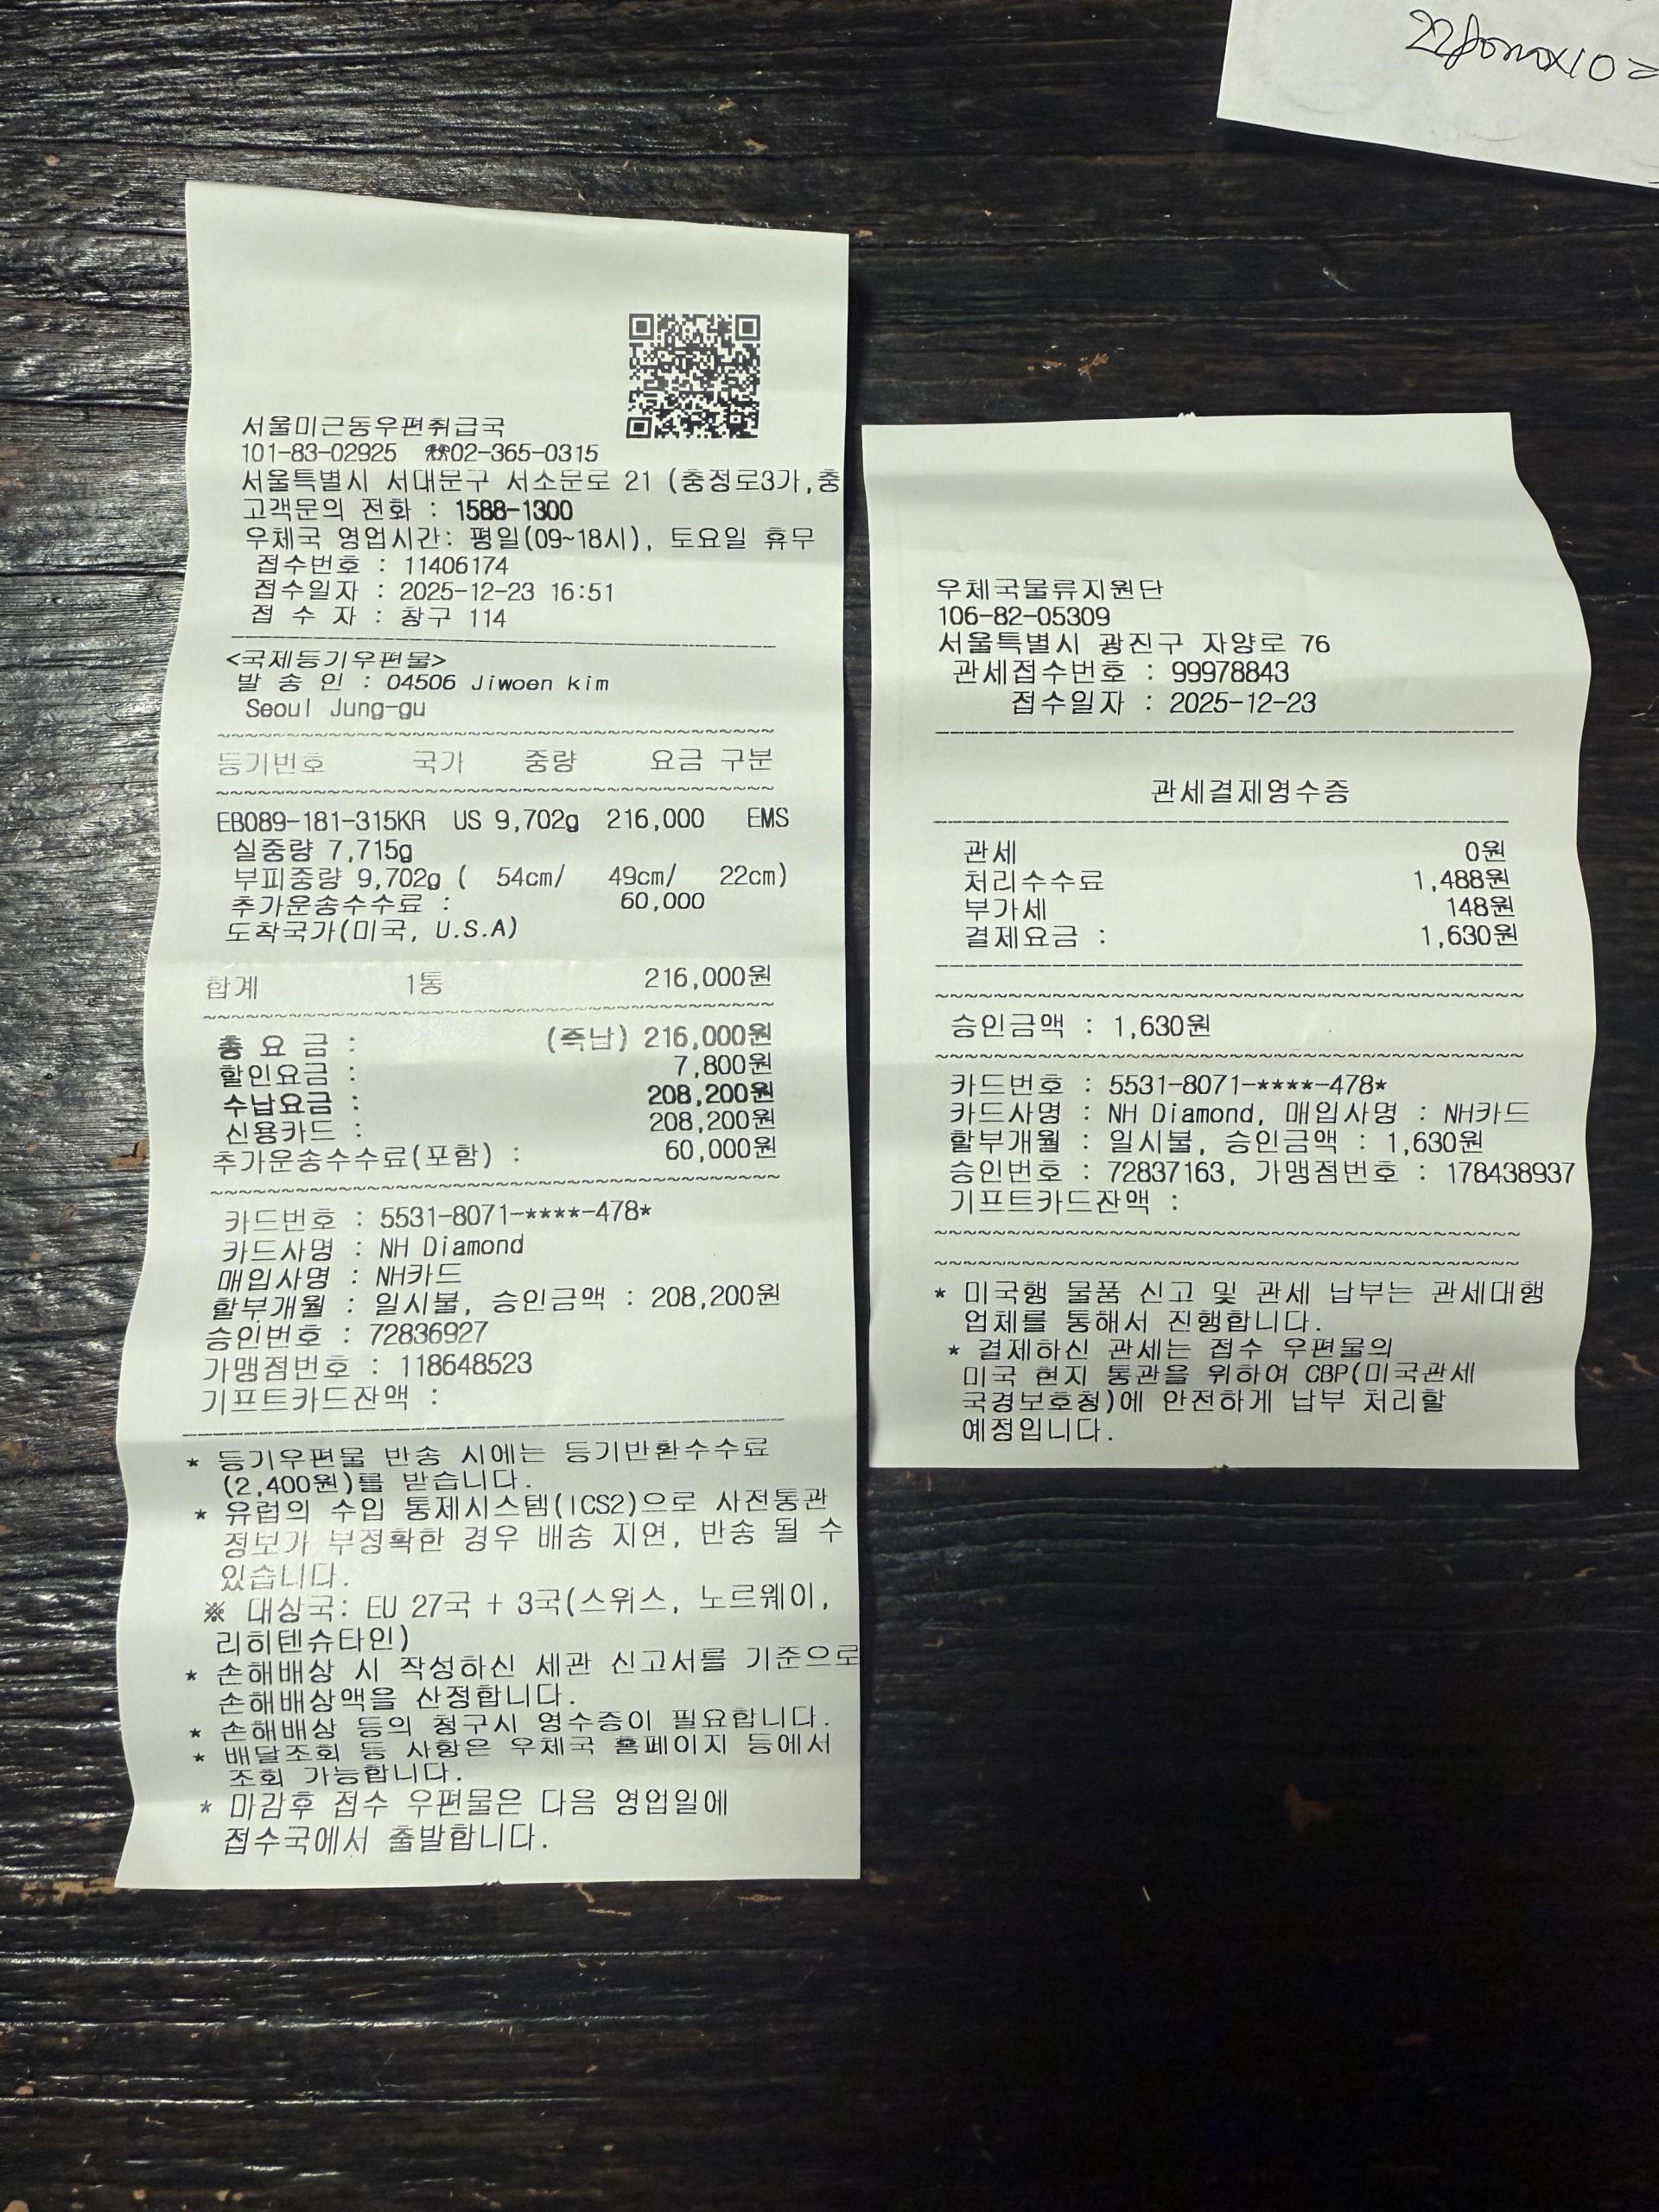 서울미근동우편취급국
101-83-02925 ☎02-365-0315
서울특별시 서대문구 서소문로 21 (충정로3가,충
고객문의 전화 : 1588-1300
우체국 영업시간: 평일(09~18시), 토요일 휴무
접수번호 : 11406174
접수일자 : 2025-12-23 16:51
접 수 자 : 창구 114
<국제등기우편물>
발 송 인 : 04506 Jiwoen kim
Seoul Jung-gu
등기번호 국가 중량 요금 구분
EB089-181-315KR US 9,702g 216,000 EMS
실중량 7,715g
부피중량 9,702g ( 54cm/ 49cm/ 22cm)
추가운송수수료 : 60,000
도착국가(미국, U.S.A)
합계 1통 216,000원
총 요 금 : (즉납) 216,000원
할인요금 : 7,800원
수납요금 : 208,200원
신용카드 : 208,200원
추가운송수수료(포함) : 60,000원
카드번호 : 5531-8071-****-478*
카드사명 : NH Diamond
매입사명 : NH카드
할부개월 : 일시불, 승인금액 : 208,200원
승인번호 : 72836927
가맹점번호 : 118648523
기프트카드잔액 :
* 등기우편물 반송 시에는 등기반환수수료
(2,400원)를 받습니다.
* 유럽의 수입 통제시스템(ICS2)으로 사전통관
정보가 부정확한 경우 배송 지연, 반송 될 수
있습니다.
※ 대상국: EU 27국 + 3국(스위스, 노르웨이,
리히텐슈타인)
* 손해배상 시 작성하신 세관 신고서를 기준으로
손해배상액을 산정합니다.
* 손해배상 등의 청구시 영수증이 필요합니다.
* 배달조회 등 사항은 우체국 홈페이지 등에서
조회 가능합니다.
* 마감후 접수 우편물은 다음 영업일에
접수국에서 출발합니다.
우체국물류지원단
106-82-05309
서울특별시 광진구 자양로 76
관세접수번호 : 99978843
접수일자 : 2025-12-23
관세결제영수증
관세 0원
처리수수료 1,488원
부가세 148원
결제요금 : 1,630원
승인금액 : 1,630원
카드번호 : 5531-8071-****-478*
카드사명 : NH Diamond, 매입사명 : NH카드
할부개월 : 일시불, 승인금액 : 1,630원
승인번호 : 72837163, 가맹점번호 : 178438937
기프트카드잔액 :
* 미국행 물품 신고 및 관세 납부는 관세대행
업체를 통해서 진행합니다.
* 결제하신 관세는 접수 우편물의
미국 현지 통관을 위하여 CBP(미국관세
국경보호청)에 안전하게 납부 처리할
예정입니다.